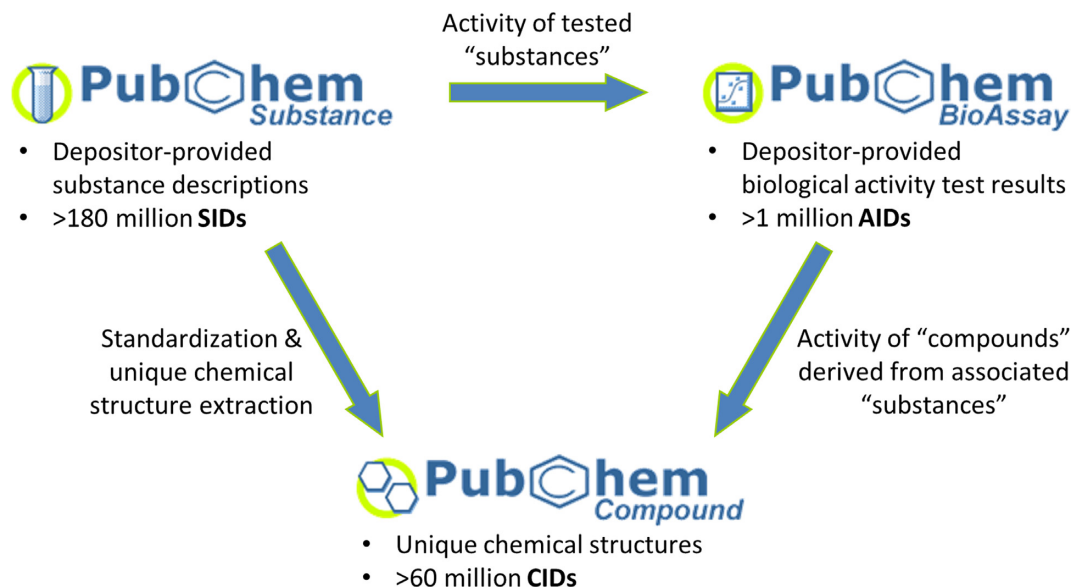 Activity of tested
“substances”
PubChem
Substance
PubChem
BioAssay
• Depositor-provided
substance descriptions
• >180 million SIDs
• Depositor-provided
biological activity test results
• >1 million AIDs
Standardization &
unique chemical
structure extraction
Activity of “compounds”
derived from associated
“substances”
PubChem
Compound
• Unique chemical structures
• >60 million CIDs